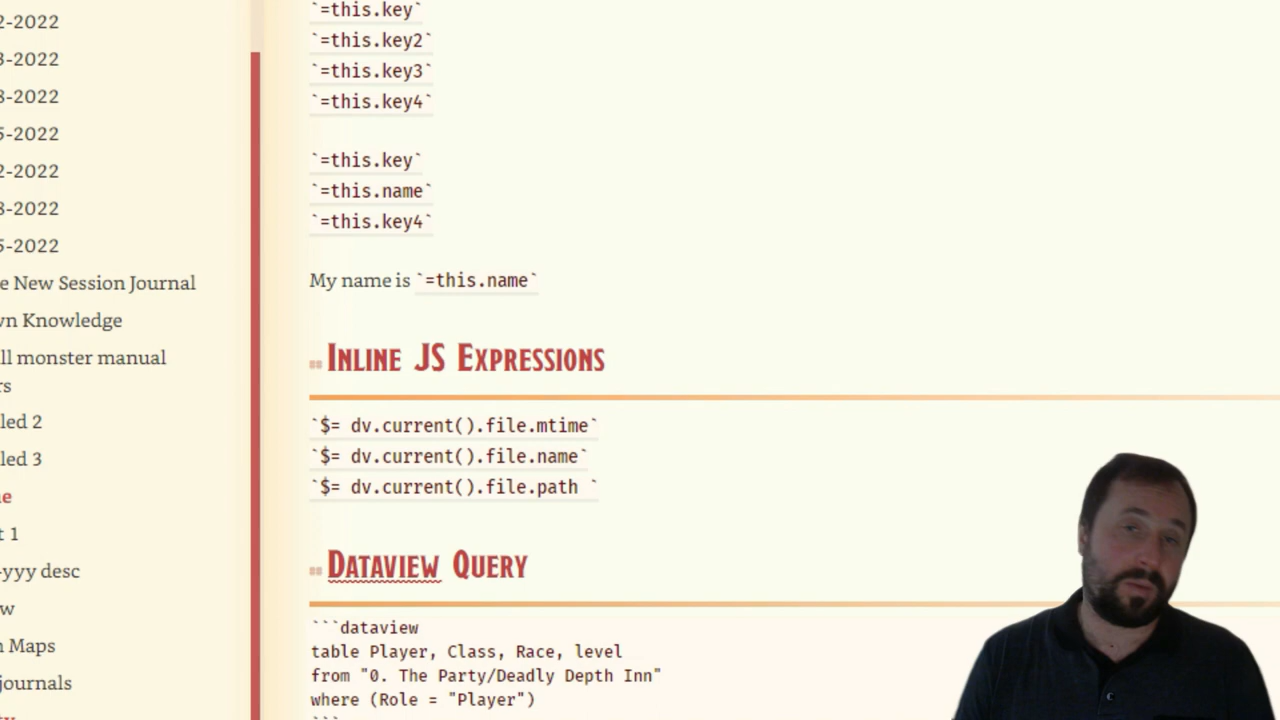 2-2022
3-2022
8-2022
5-2022
2-2022
8-2022
5-2022
e New Session Journal
wn Knowledge
ll monster manual
rs
led 2
led 3
e
t 1
-yyy desc
w
n Maps
journals
`=this.key`
`=this.key2`
`=this.key3`
`=this.key4`
`=this.key`
`=this.name`
`=this.key4`
My name is `=this.name`
Inline JS Expressions
`$= dv.current().file.mtime`
`$= dv.current().file.name`
`$= dv.current().file.path `
Dataview Query
```dataview
table Player, Class, Race, level
from "0. The Party/Deadly Depth Inn"
where (Role = "Player")
```